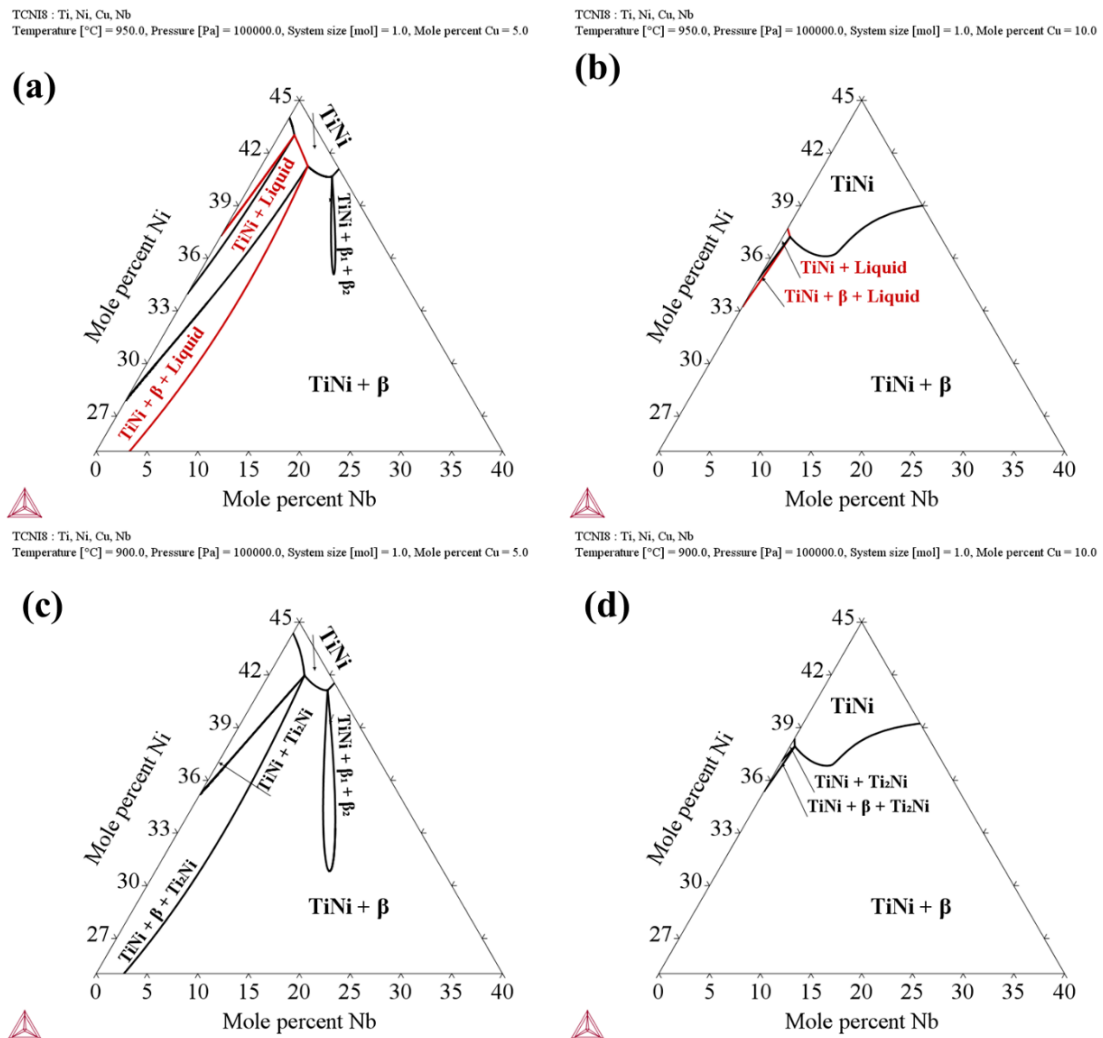 TCNI8 : Ti, Ni, Cu, Nb
Temperature [°C] = 950.0, Pressure [Pa] = 100000.0, System size [mol] = 1.0, Mole percent Cu = 5.0
(a)
45
42
39
36
33
30
27
Mole percent Ni
TiNi
TiNi + Liquid
TiNi + β₁ + β₂
TiNi + β + Liquid
TiNi + β
0 5 10 15 20 25 30 35 40
Mole percent Nb
TCNI8 : Ti, Ni, Cu, Nb
Temperature [°C] = 950.0, Pressure [Pa] = 100000.0, System size [mol] = 1.0, Mole percent Cu = 10.0
(b)
45
42
39
36
33
30
27
Mole percent Ni
TiNi
TiNi + Liquid
TiNi + β + Liquid
TiNi + β
0 5 10 15 20 25 30 35 40
Mole percent Nb
TCNI8 : Ti, Ni, Cu, Nb
Temperature [°C] = 900.0, Pressure [Pa] = 100000.0, System size [mol] = 1.0, Mole percent Cu = 5.0
(c)
45
42
39
36
33
30
27
Mole percent Ni
TiNi
TiNi + Ti₂Ni
TiNi + β₁ + β₂
TiNi + β + Ti₂Ni
TiNi + β
0 5 10 15 20 25 30 35 40
Mole percent Nb
TCNI8 : Ti, Ni, Cu, Nb
Temperature [°C] = 900.0, Pressure [Pa] = 100000.0, System size [mol] = 1.0, Mole percent Cu = 10.0
(d)
45
42
39
36
33
30
27
Mole percent Ni
TiNi
TiNi + Ti₂Ni
TiNi + β + Ti₂Ni
TiNi + β
0 5 10 15 20 25 30 35 40
Mole percent Nb